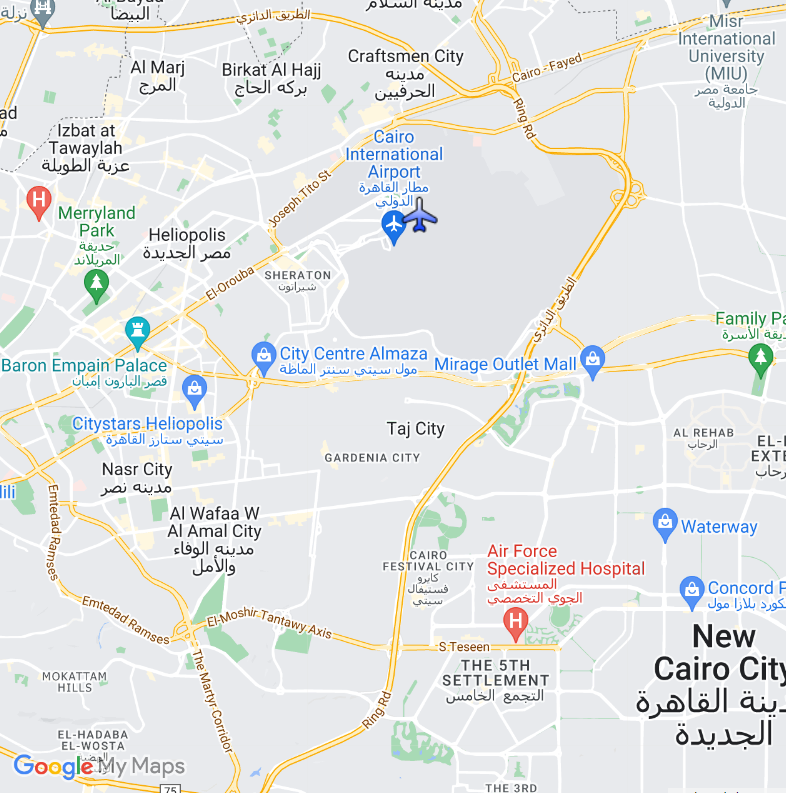 مدينه السلام
البيضا
نزلة
الطريق الدائري
Misr
International
University
(MIU)
جامعة مصر
الدولية
Craftsmen City
مدينه
الحرفيين
Cairo - Fayed
Al Marj
المرج
Birkat Al Hajj
بركه الحاج
Ring Rd
Izbat at
Tawaylah
عزبة الطويلة
Cairo
International
Airport
مطار القاهرة
الدولي
Joseph Tito St
H
Merryland
Park
حديقة
الميريلاند
Heliopolis
مصر الجديدة
SHERATON
شيراتون
El-Orouba
الطريق الدائري
Family Pa
ديقة الأسرة
Baron Empain Palace
قصر البارون إمبان
City Centre Almaza
مول سيتي سنتر الماظة
Mirage Outlet Mall
Citystars Heliopolis
سيتي ستارز القاهرة
Taj City
GARDENIA CITY
AL REHAB
الرحاب
EXTE
رحاب
Nasr City
مدينه نصر
lili
Emtedad Ramses
Al Wafaa W
Al Amal City
مدينه الوفاء
والأمل
Waterway
CAIRO
FESTIVAL CITY
كايرو
فستيفال
سيتي
Air Force
Specialized Hospital
المستشفي
الجوي التخصصي
H
Concord P
كورد بلازا مول
Emtedad Ramses
El-Moshir Tantawy Axis
S Teseen
New
Cairo City
دينة القاهرة
الجديدة
THE 5TH
SETTLEMENT
التجمع الخامس
The Martyr Corridor
MOKATTAM
HILLS
Ring Rd
EL-HADABA
EL-WOSTA
Google My Maps
75
THE 3RD